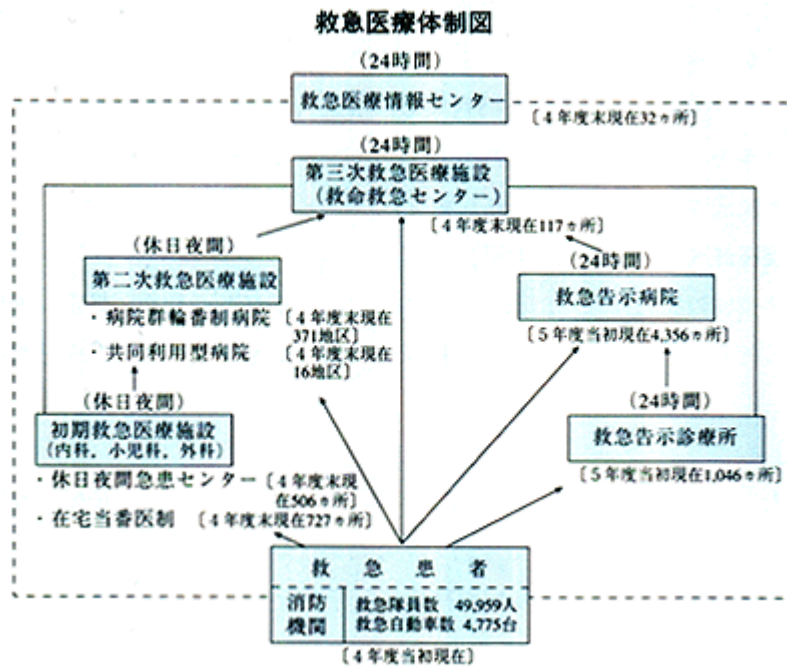 救急医療体制図
(24時間)
救急医療情報センター
〔4年度末現在32ヵ所〕
(24時間)
第三次救急医療施設
(救命救急センター)
〔4年度末現在117ヵ所〕
(休日夜間)
第二次救急医療施設
・病院群輪番制病院 〔4年度末現在
371地区〕
・共同利用型病院 〔4年度末現在
16地区〕
(24時間)
救急告示病院
〔5年度当初現在4,356ヵ所〕
(休日夜間)
初期救急医療施設
(内科，小児科，外科)
・休日夜間急患センター 〔4年度末現
在506ヵ所〕
・在宅当番医制 〔4年度末現在727ヵ所〕
(24時間)
救急告示診療所
〔5年度当初現在1,046ヵ所〕
救急患者
消防
機関
救急隊員数 49,959人
救急自動車数 4,775台
〔4年度当初現在〕